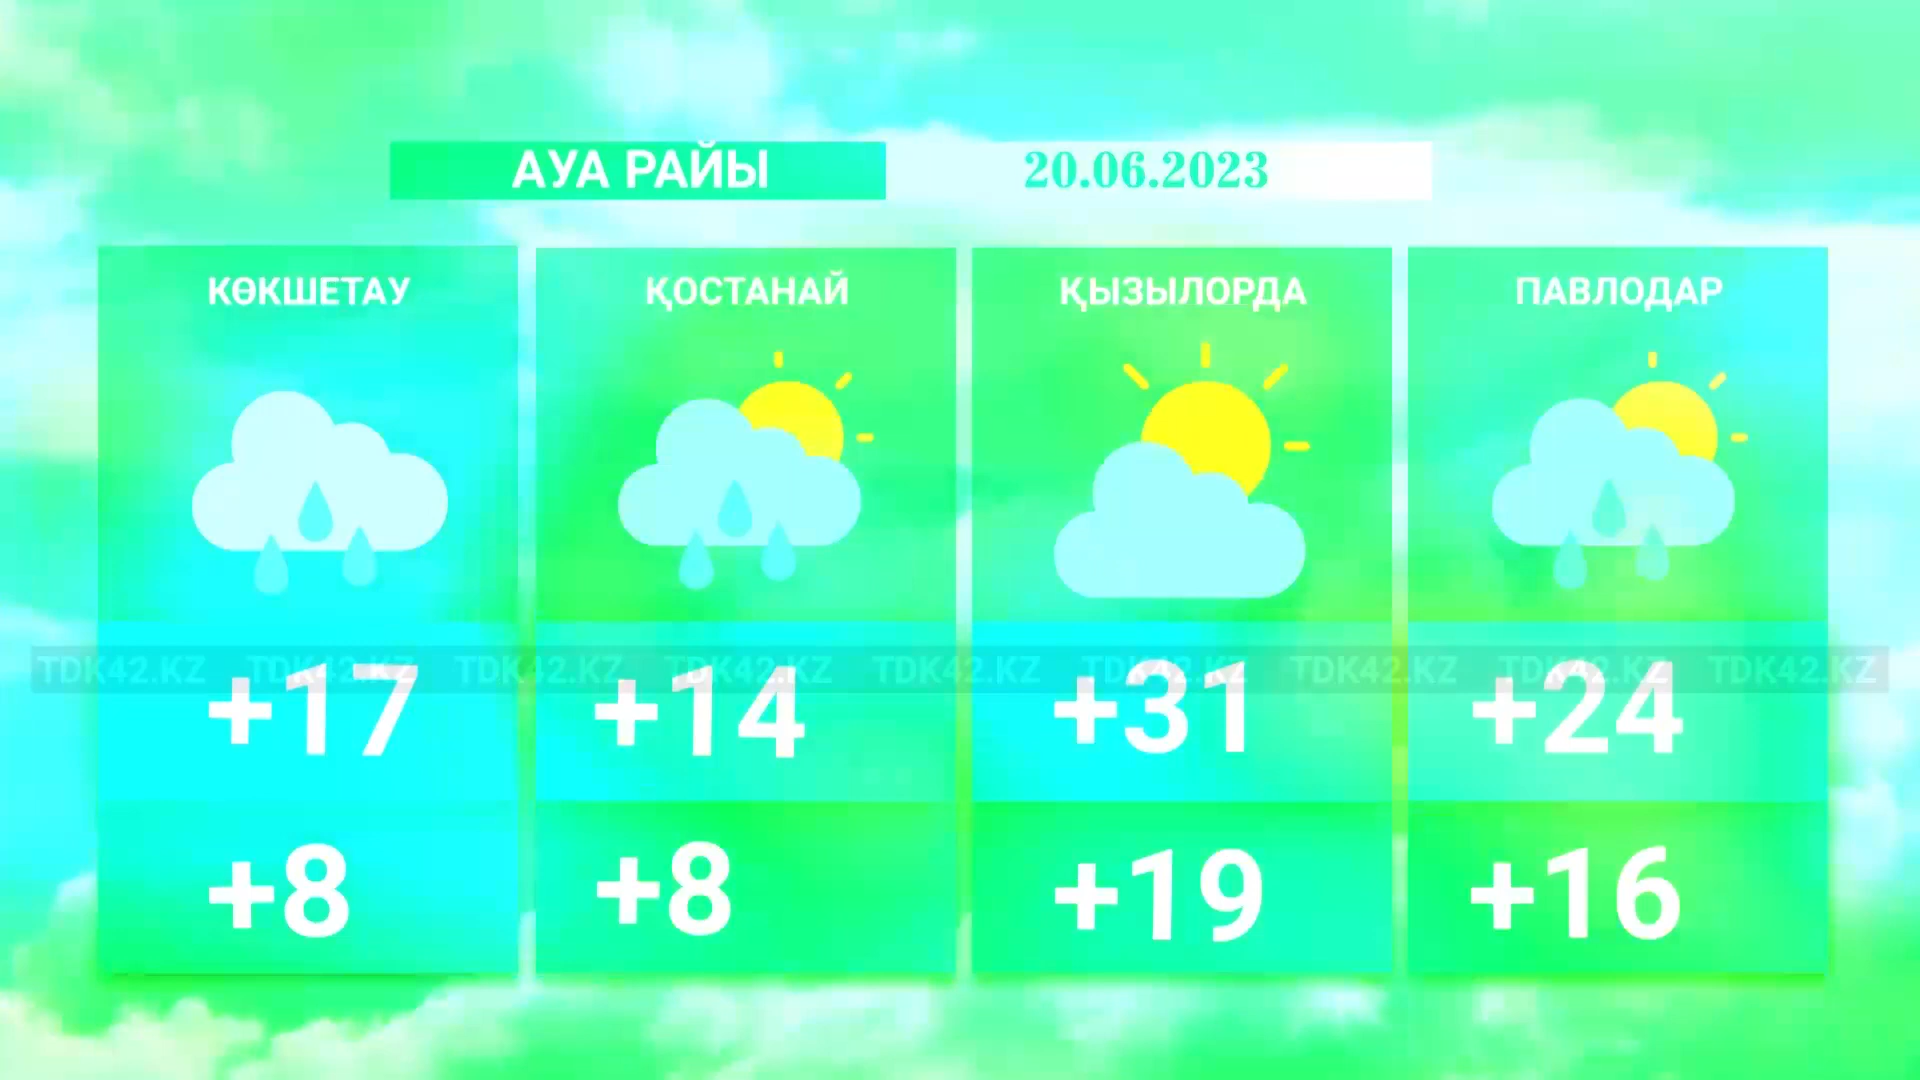 АУА РАЙЫ 20.06.2023
КӨКШЕТАУ ҚОСТАНАЙ ҚЫЗЫЛОРДА ПАВЛОДАР
TDK42.KZ TDK42.KZ TDK42.KZ TDK42.KZ TDK42.KZ TDK42.KZ TDK42.KZ TDK42.KZ TDK42.KZ
+17 +14 +31 +24
+8 +8 +19 +16